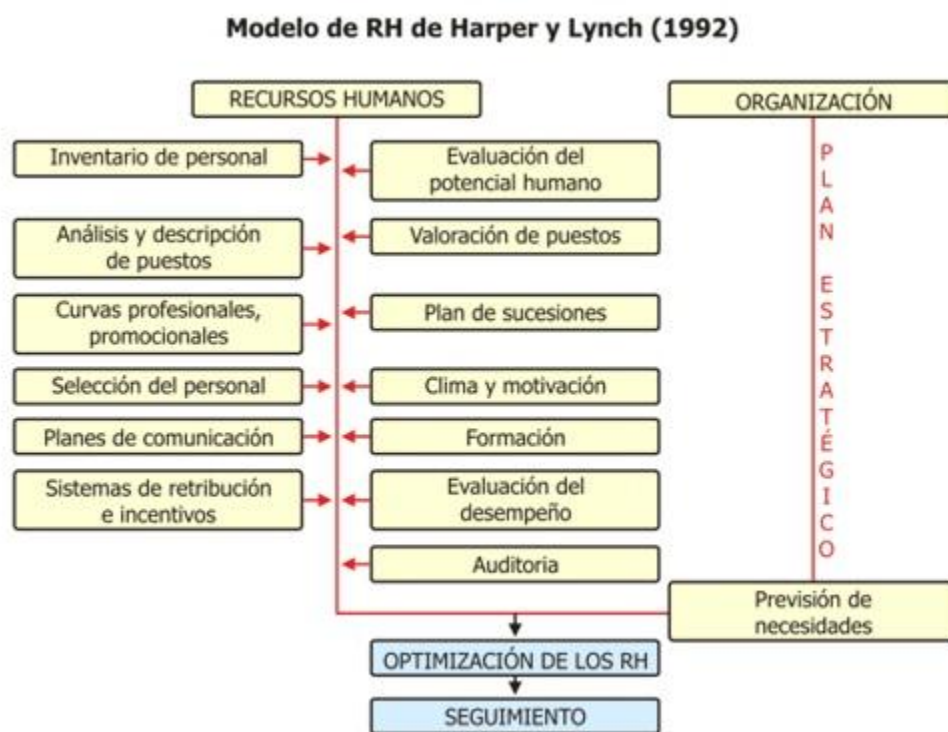 Modelo de RH de Harper y Lynch (1992)
RECURSOS HUMANOS
ORGANIZACIÓN
Inventario de personal
Evaluación del
potencial humano
Análisis y descripción
de puestos
Valoración de puestos
Curvas profesionales,
promocionales
Plan de sucesiones
Selección del personal
Clima y motivación
Planes de comunicación
Formación
Sistemas de retribución
e incentivos
Evaluación del
desempeño
Auditoria
PLAN ESTRATÉGICO
Previsión de
necesidades
OPTIMIZACIÓN DE LOS RH
SEGUIMIENTO